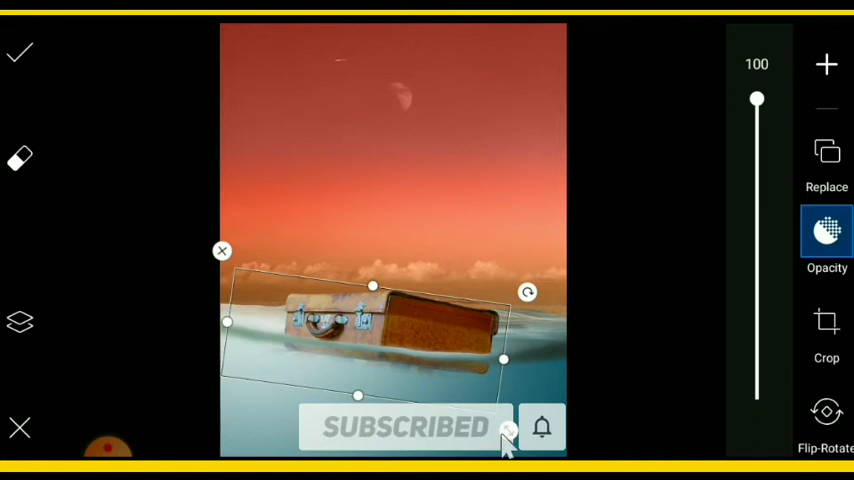 100
Replace
Opacity
Crop
Flip-Rotate
SUBSCRIBED